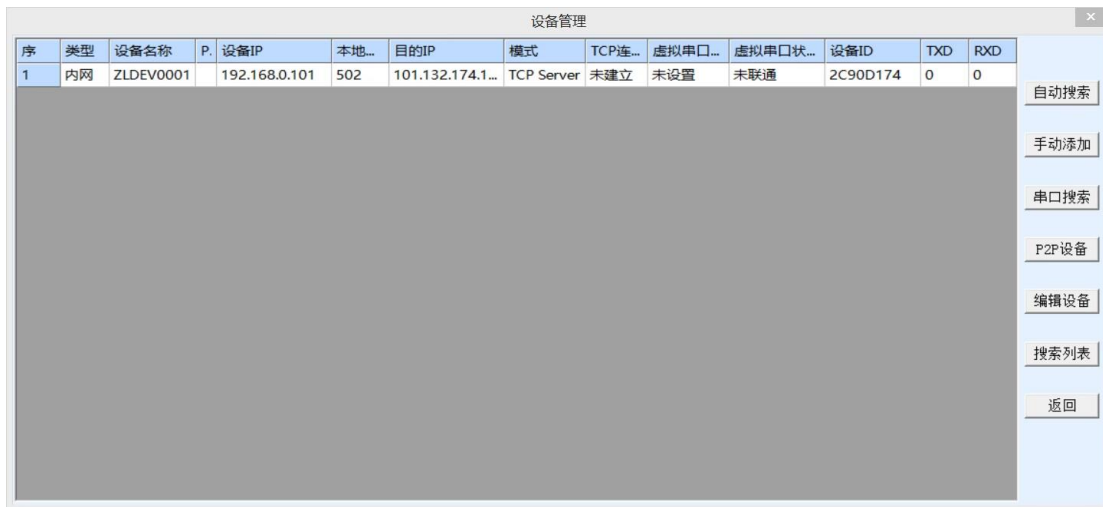 设备管理
序 类型 设备名称 P. 设备IP 本地... 目的IP 模式 TCP连... 虚拟串口... 虚拟串口状... 设备ID TXD RXD
1 内网 ZLDEV0001 192.168.0.101 502 101.132.174.1... TCP Server 未建立 未设置 未联通 2C90D174 0 0
自动搜索
手动添加
串口搜索
P2P设备
编辑设备
搜索列表
返回